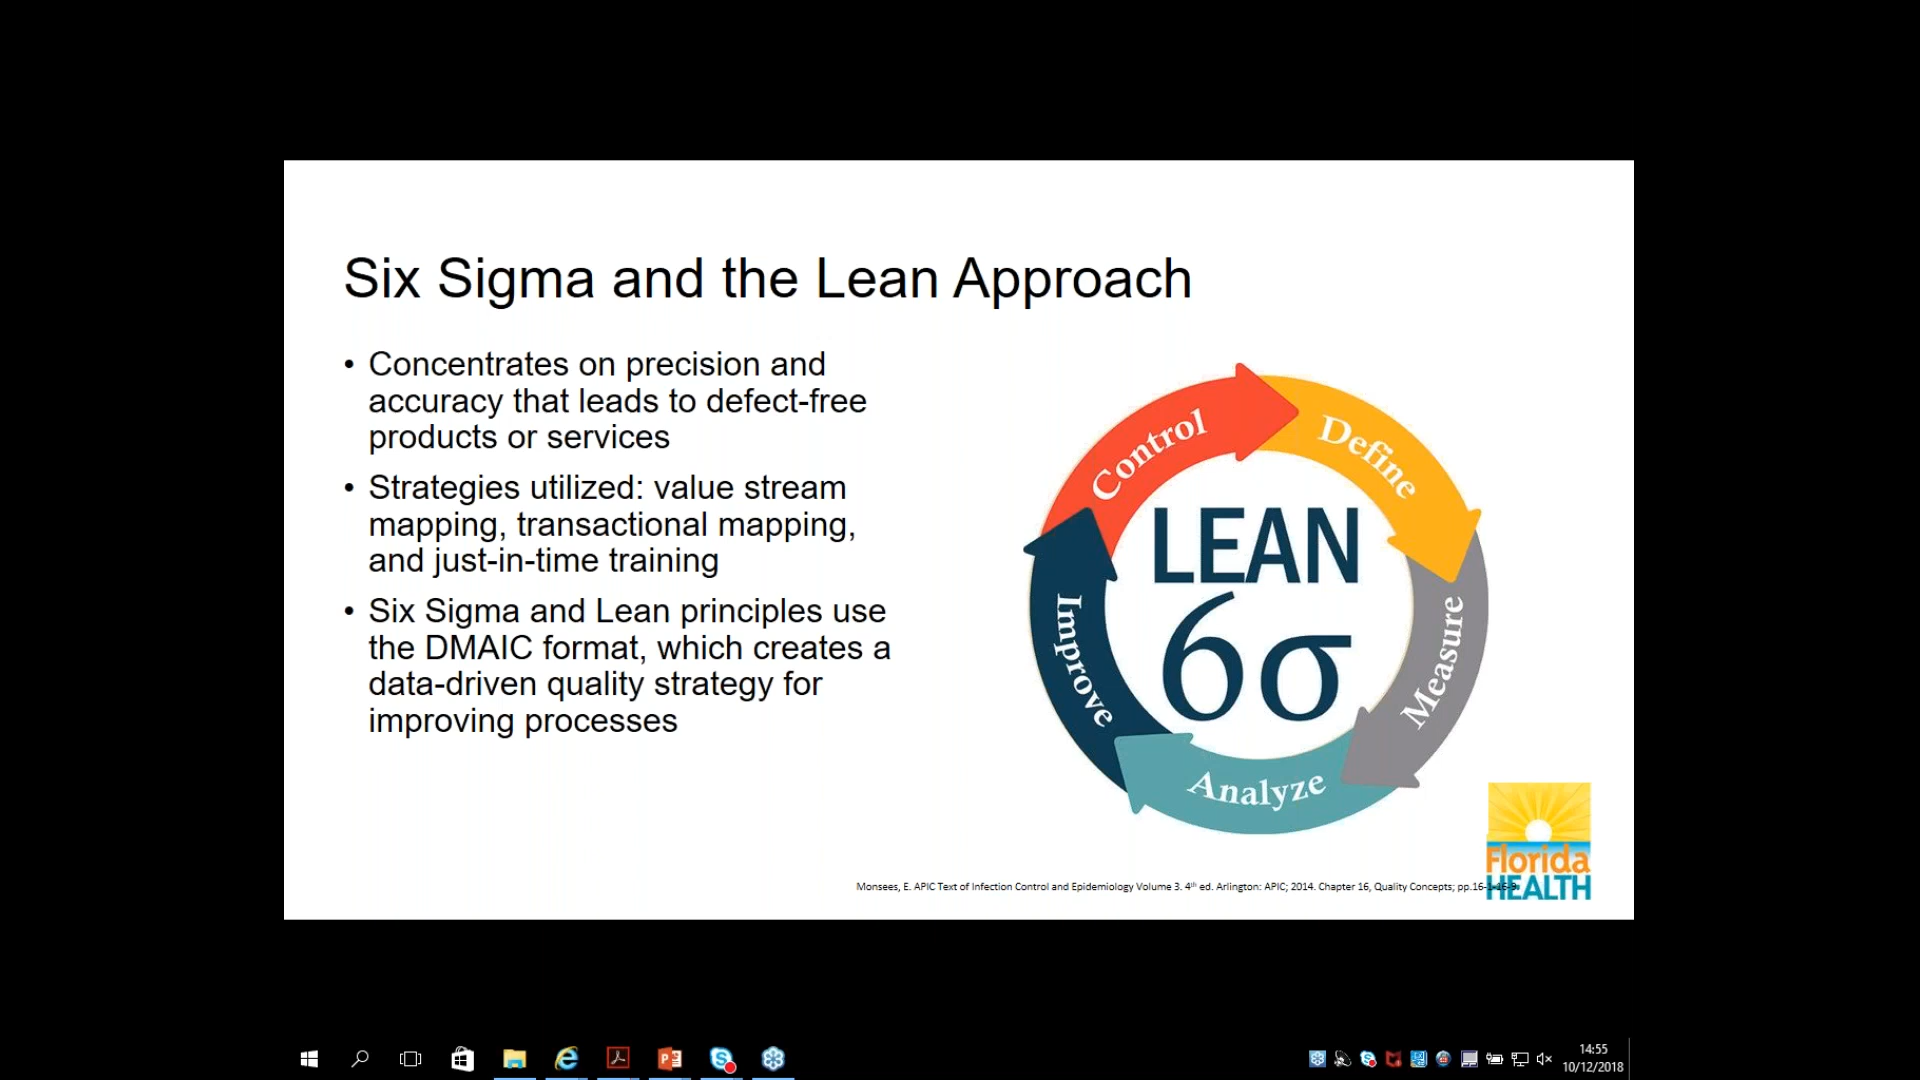 Six Sigma and the Lean Approach
• Concentrates on precision and
accuracy that leads to defect-free
products or services
• Strategies utilized: value stream
mapping, transactional mapping,
and just-in-time training
• Six Sigma and Lean principles use
the DMAIC format, which creates a
data-driven quality strategy for
improving processes
Control
Define
LEAN
6σ
Improve
Measure
Analyze
Florida
HEALTH
Monsees, E. APIC Text of Infection Control and Epidemiology Volume 3. 4th ed. Arlington: APIC; 2014. Chapter 16, Quality Concepts; pp.16-1-16-9.
14:55
10/12/2018